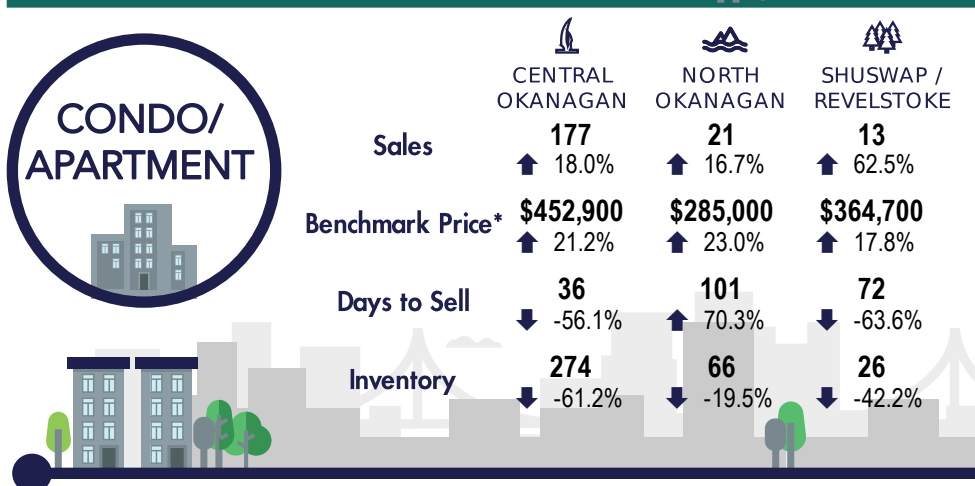 CONDO/
APARTMENT
CENTRAL
OKANAGAN
NORTH
OKANAGAN
SHUSWAP /
REVELSTOKE
Sales
177
18.0%
21
16.7%
13
62.5%
Benchmark Price*
$452,900
21.2%
$285,000
23.0%
$364,700
17.8%
Days to Sell
36
-56.1%
101
70.3%
72
-63.6%
Inventory
274
-61.2%
66
-19.5%
26
-42.2%